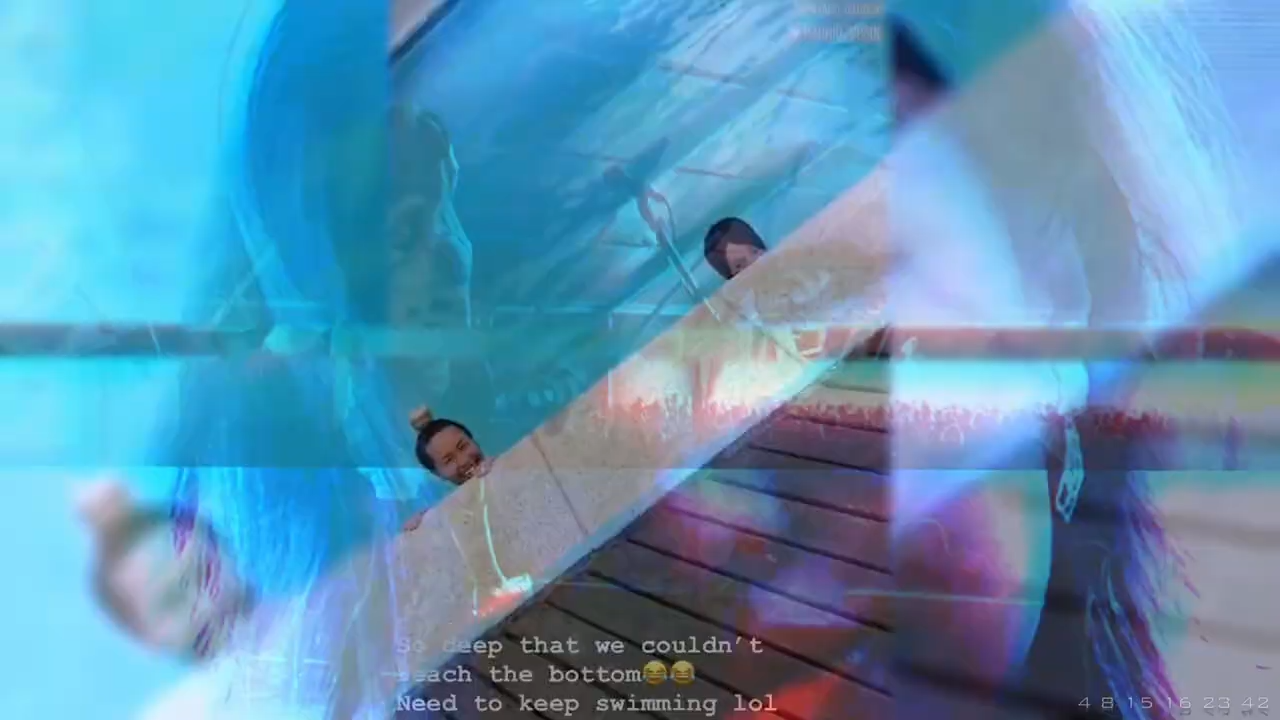 So deep that we couldn't
reach the bottom😂😂
Need to keep swimming lol
4 8 15 16 23 42